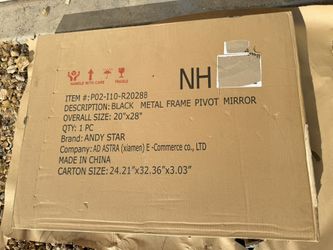 HANDLE WITH CARE
FRAGILE
NH
ITEM #:P02-I10-R2028B
DESCRIPTION: BLACK METAL FRAME PIVOT MIRROR
OVERALL SIZE: 20"x28"
QTY: 1 PC
Brand: ANDY STAR
Company: AD ASTRA (xiamen) E -Commerce co., LTD
MADE IN CHINA
CARTON SIZE: 24.21"x32.36"x3.03"